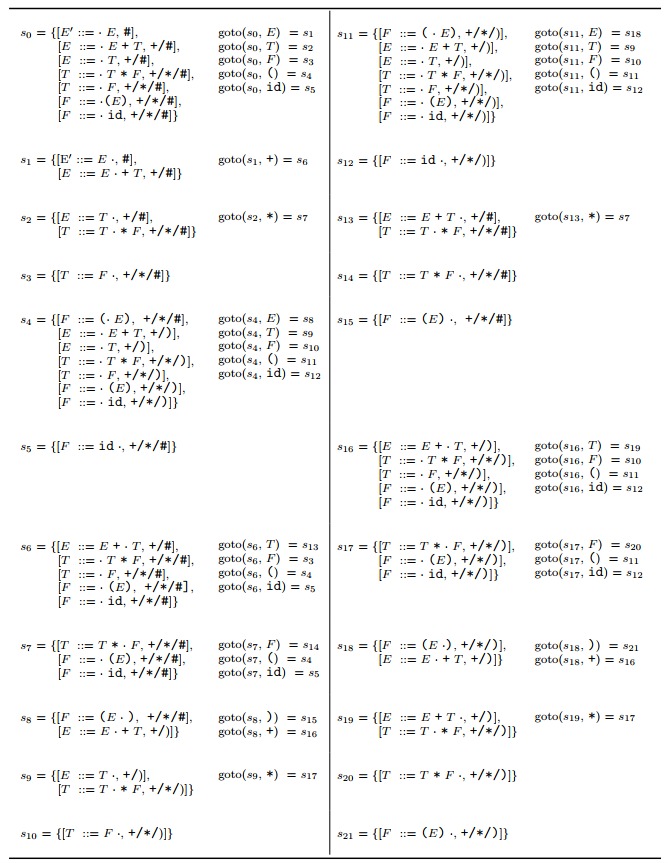 s0 = {[E′ ::= · E, #], goto(s0, E) = s1
[E ::= · E + T, +/#], goto(s0, T) = s2
[E ::= · T, +/#], goto(s0, F) = s3
[T ::= · T * F, +/*/#], goto(s0, () = s4
[T ::= · F, +/*/#], goto(s0, id) = s5
[F ::= · (E), +/*/#],
[F ::= · id, +/*/#]}
s1 = {[E′ ::= E ·, #], goto(s1, +) = s6
[E ::= E · + T, +/#]}
s2 = {[E ::= T ·, +/#], goto(s2, *) = s7
[T ::= T · * F, +/*/#]}
s3 = {[T ::= F ·, +/*/#]}
s4 = {[F ::= (· E), +/*/#], goto(s4, E) = s8
[E ::= · E + T, +/)], goto(s4, T) = s9
[E ::= · T, +/)], goto(s4, F) = s10
[T ::= · T * F, +/*/)], goto(s4, () = s11
[T ::= · F, +/*/)], goto(s4, id) = s12
[F ::= · (E), +/*/)],
[F ::= · id, +/*/)]}
s5 = {[F ::= id ·, +/*/#]}
s6 = {[E ::= E + · T, +/#], goto(s6, T) = s13
[T ::= · T * F, +/*/#], goto(s6, F) = s3
[T ::= · F, +/*/#], goto(s6, () = s4
[F ::= · (E), +/*/#], goto(s6, id) = s5
[F ::= · id, +/*/#]}
s7 = {[T ::= T * · F, +/*/#], goto(s7, F) = s14
[F ::= · (E), +/*/#], goto(s7, () = s4
[F ::= · id, +/*/#]} goto(s7, id) = s5
s8 = {[F ::= (E · ), +/*/#], goto(s8, )) = s15
[E ::= E · + T, +/)]} goto(s8, +) = s16
s9 = {[E ::= T ·, +/)], goto(s9, *) = s17
[T ::= T · * F, +/*/)]}
s10 = {[T ::= F ·, +/*/)]}
s11 = {[F ::= ( · E), +/*/)], goto(s11, E) = s18
[E ::= · E + T, +/)], goto(s11, T) = s9
[E ::= · T, +/)], goto(s11, F) = s10
[T ::= · T * F, +/*/)], goto(s11, () = s11
[T ::= · F, +/*/)], goto(s11, id) = s12
[F ::= · (E), +/*/)],
[F ::= · id, +/*/)]}
s12 = {[F ::= id ·, +/*/)]}
s13 = {[E ::= E + T ·, +/#], goto(s13, *) = s7
[T ::= T · * F, +/*/#]}
s14 = {[T ::= T * F ·, +/*/#]}
s15 = {[F ::= (E) ·, +/*/#]}
s16 = {[E ::= E + · T, +/)], goto(s16, T) = s19
[T ::= · T * F, +/*/)], goto(s16, F) = s10
[T ::= · F, +/*/)], goto(s16, () = s11
[F ::= · (E), +/*/)], goto(s16, id) = s12
[F ::= · id, +/*/)]}
s17 = {[T ::= T * · F, +/*/)], goto(s17, F) = s20
[F ::= · (E), +/*/)], goto(s17, () = s11
[F ::= · id, +/*/)]} goto(s17, id) = s12
s18 = {[F ::= (E ·), +/*/)], goto(s18, )) = s21
[E ::= E · + T, +/)]} goto(s18, +) = s16
s19 = {[E ::= E + T ·, +/)], goto(s19, *) = s17
[T ::= T · * F, +/*/)]}
s20 = {[T ::= T * F ·, +/*/)]}
s21 = {[F ::= (E) ·, +/*/)]}